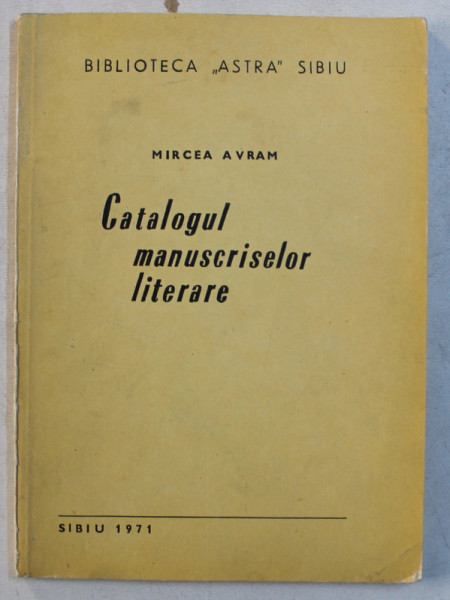 BIBLIOTECA „ASTRA” SIBIU
MIRCEA AVRAM
Catalogul
manuscriselor
literare
SIBIU 1971